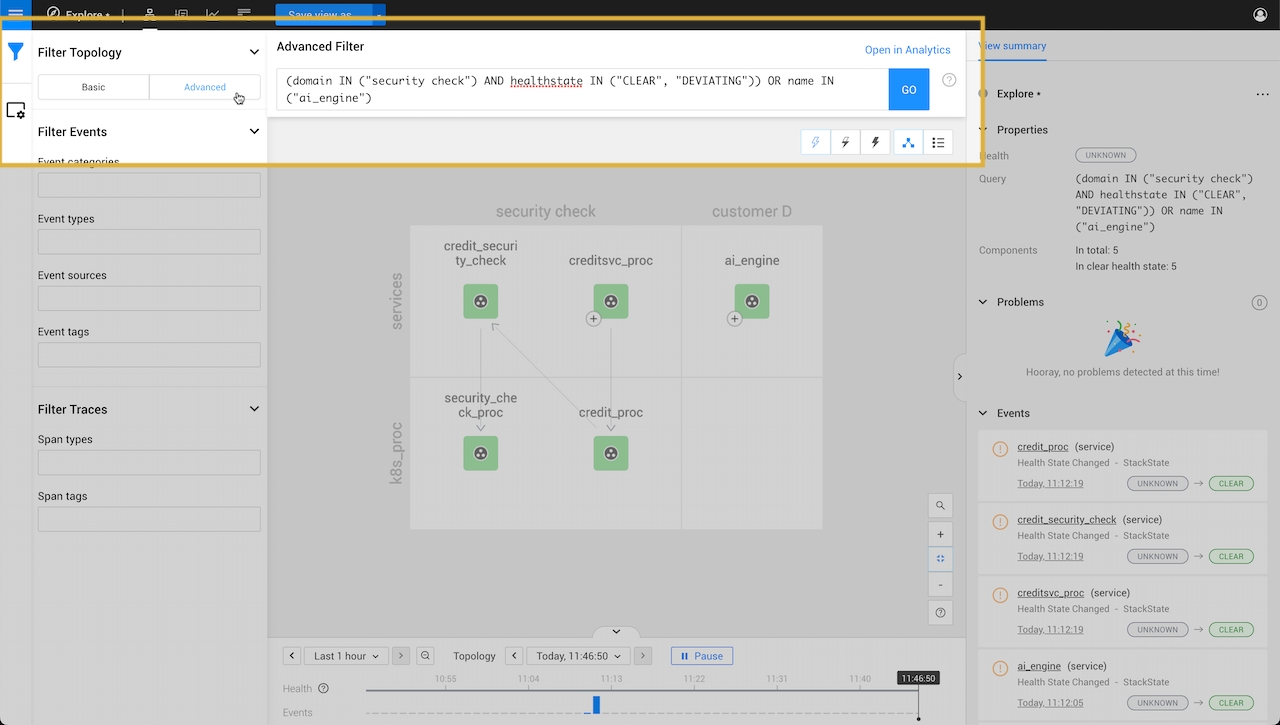 Explore *
Save view as
Filter Topology
Basic
Advanced
Filter Events
Event categories
Event types
Event sources
Event tags
Filter Traces
Span types
Span tags
Advanced Filter
Open in Analytics
(domain IN ("security check") AND healthstate IN ("CLEAR", "DEVIATING")) OR name IN
("ai_engine")
GO
?
security check
customer D
services
k8s_proc
credit_securi
ty_check
creditsvc_proc
ai_engine
security_che
ck_proc
credit_proc
+
-
?
Last 1 hour
Topology
Today, 11:46:50
Pause
Health ?
10:55
11:04
11:13
11:22
11:31
11:40
11:46:50
Events
View summary
Explore *
...
Properties
Health
UNKNOWN
Query
(domain IN ("security check")
AND healthstate IN ("CLEAR",
"DEVIATING")) OR name IN
("ai_engine")
Components
In total: 5
In clear health state: 5
Problems
0
Hooray, no problems detected at this time!
Events
credit_proc (service)
Health State Changed - StackState
Today, 11:12:19
UNKNOWN → CLEAR
credit_security_check (service)
Health State Changed - StackState
Today, 11:12:19
UNKNOWN → CLEAR
creditsvc_proc (service)
Health State Changed - StackState
Today, 11:12:19
UNKNOWN → CLEAR
ai_engine (service)
Health State Changed - StackState
Today, 11:12:05
UNKNOWN → CLEAR